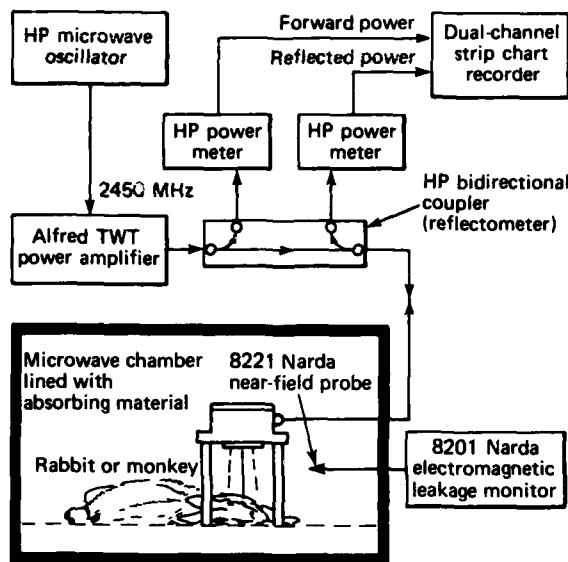 HP microwave
oscillator
Forward power
Reflected power
Dual-channel
strip chart
recorder
HP power
meter
HP power
meter
2450 MHz
HP bidirectional
coupler
(reflectometer)
Alfred TWT
power amplifier
Microwave chamber
lined with
absorbing material
8221 Narda
near-field probe
Rabbit or monkey
8201 Narda
electromagnetic
leakage monitor